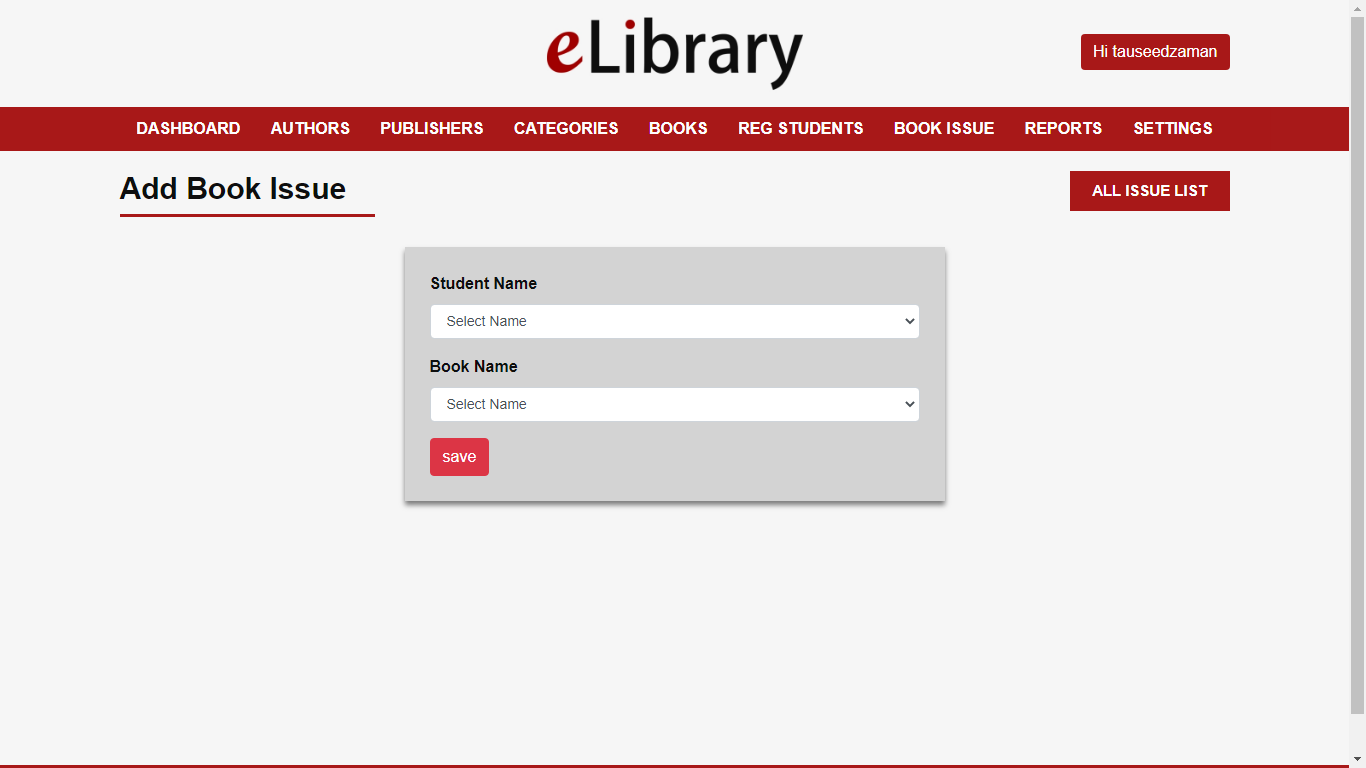 eLibrary
Hi tauseedzaman
DASHBOARD AUTHORS PUBLISHERS CATEGORIES BOOKS REG STUDENTS BOOK ISSUE REPORTS SETTINGS
Add Book Issue
ALL ISSUE LIST
Student Name
Select Name
Book Name
Select Name
save